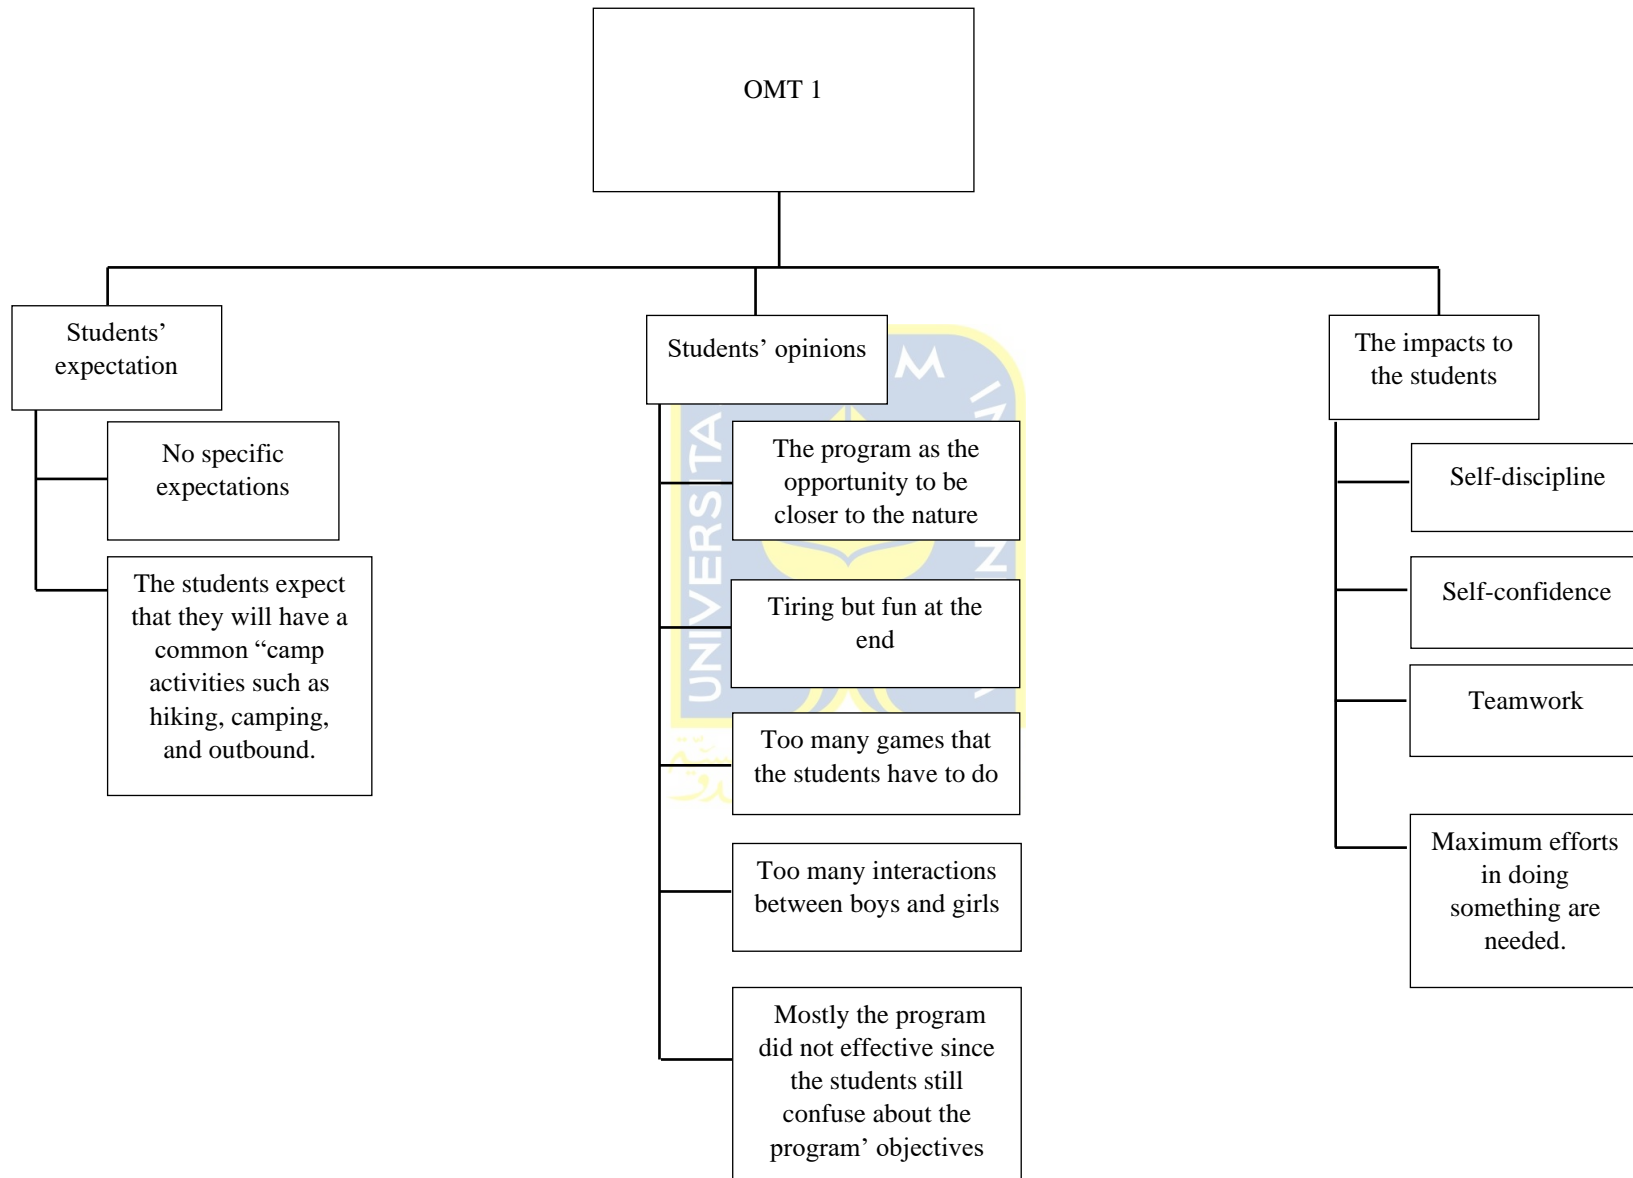 OMT 1
Students’
expectation
No specific
expectations
The students expect
that they will have a
common “camp
activities such as
hiking, camping,
and outbound.
Students’ opinions
The program as the
opportunity to be
closer to the nature
Tiring but fun at the
end
Too many games that
the students have to do
Too many interactions
between boys and girls
Mostly the program
did not effective since
the students still
confuse about the
program’ objectives
The impacts to
the students
Self-discipline
Self-confidence
Teamwork
Maximum efforts
in doing
something are
needed.
UNIVERSITA
M